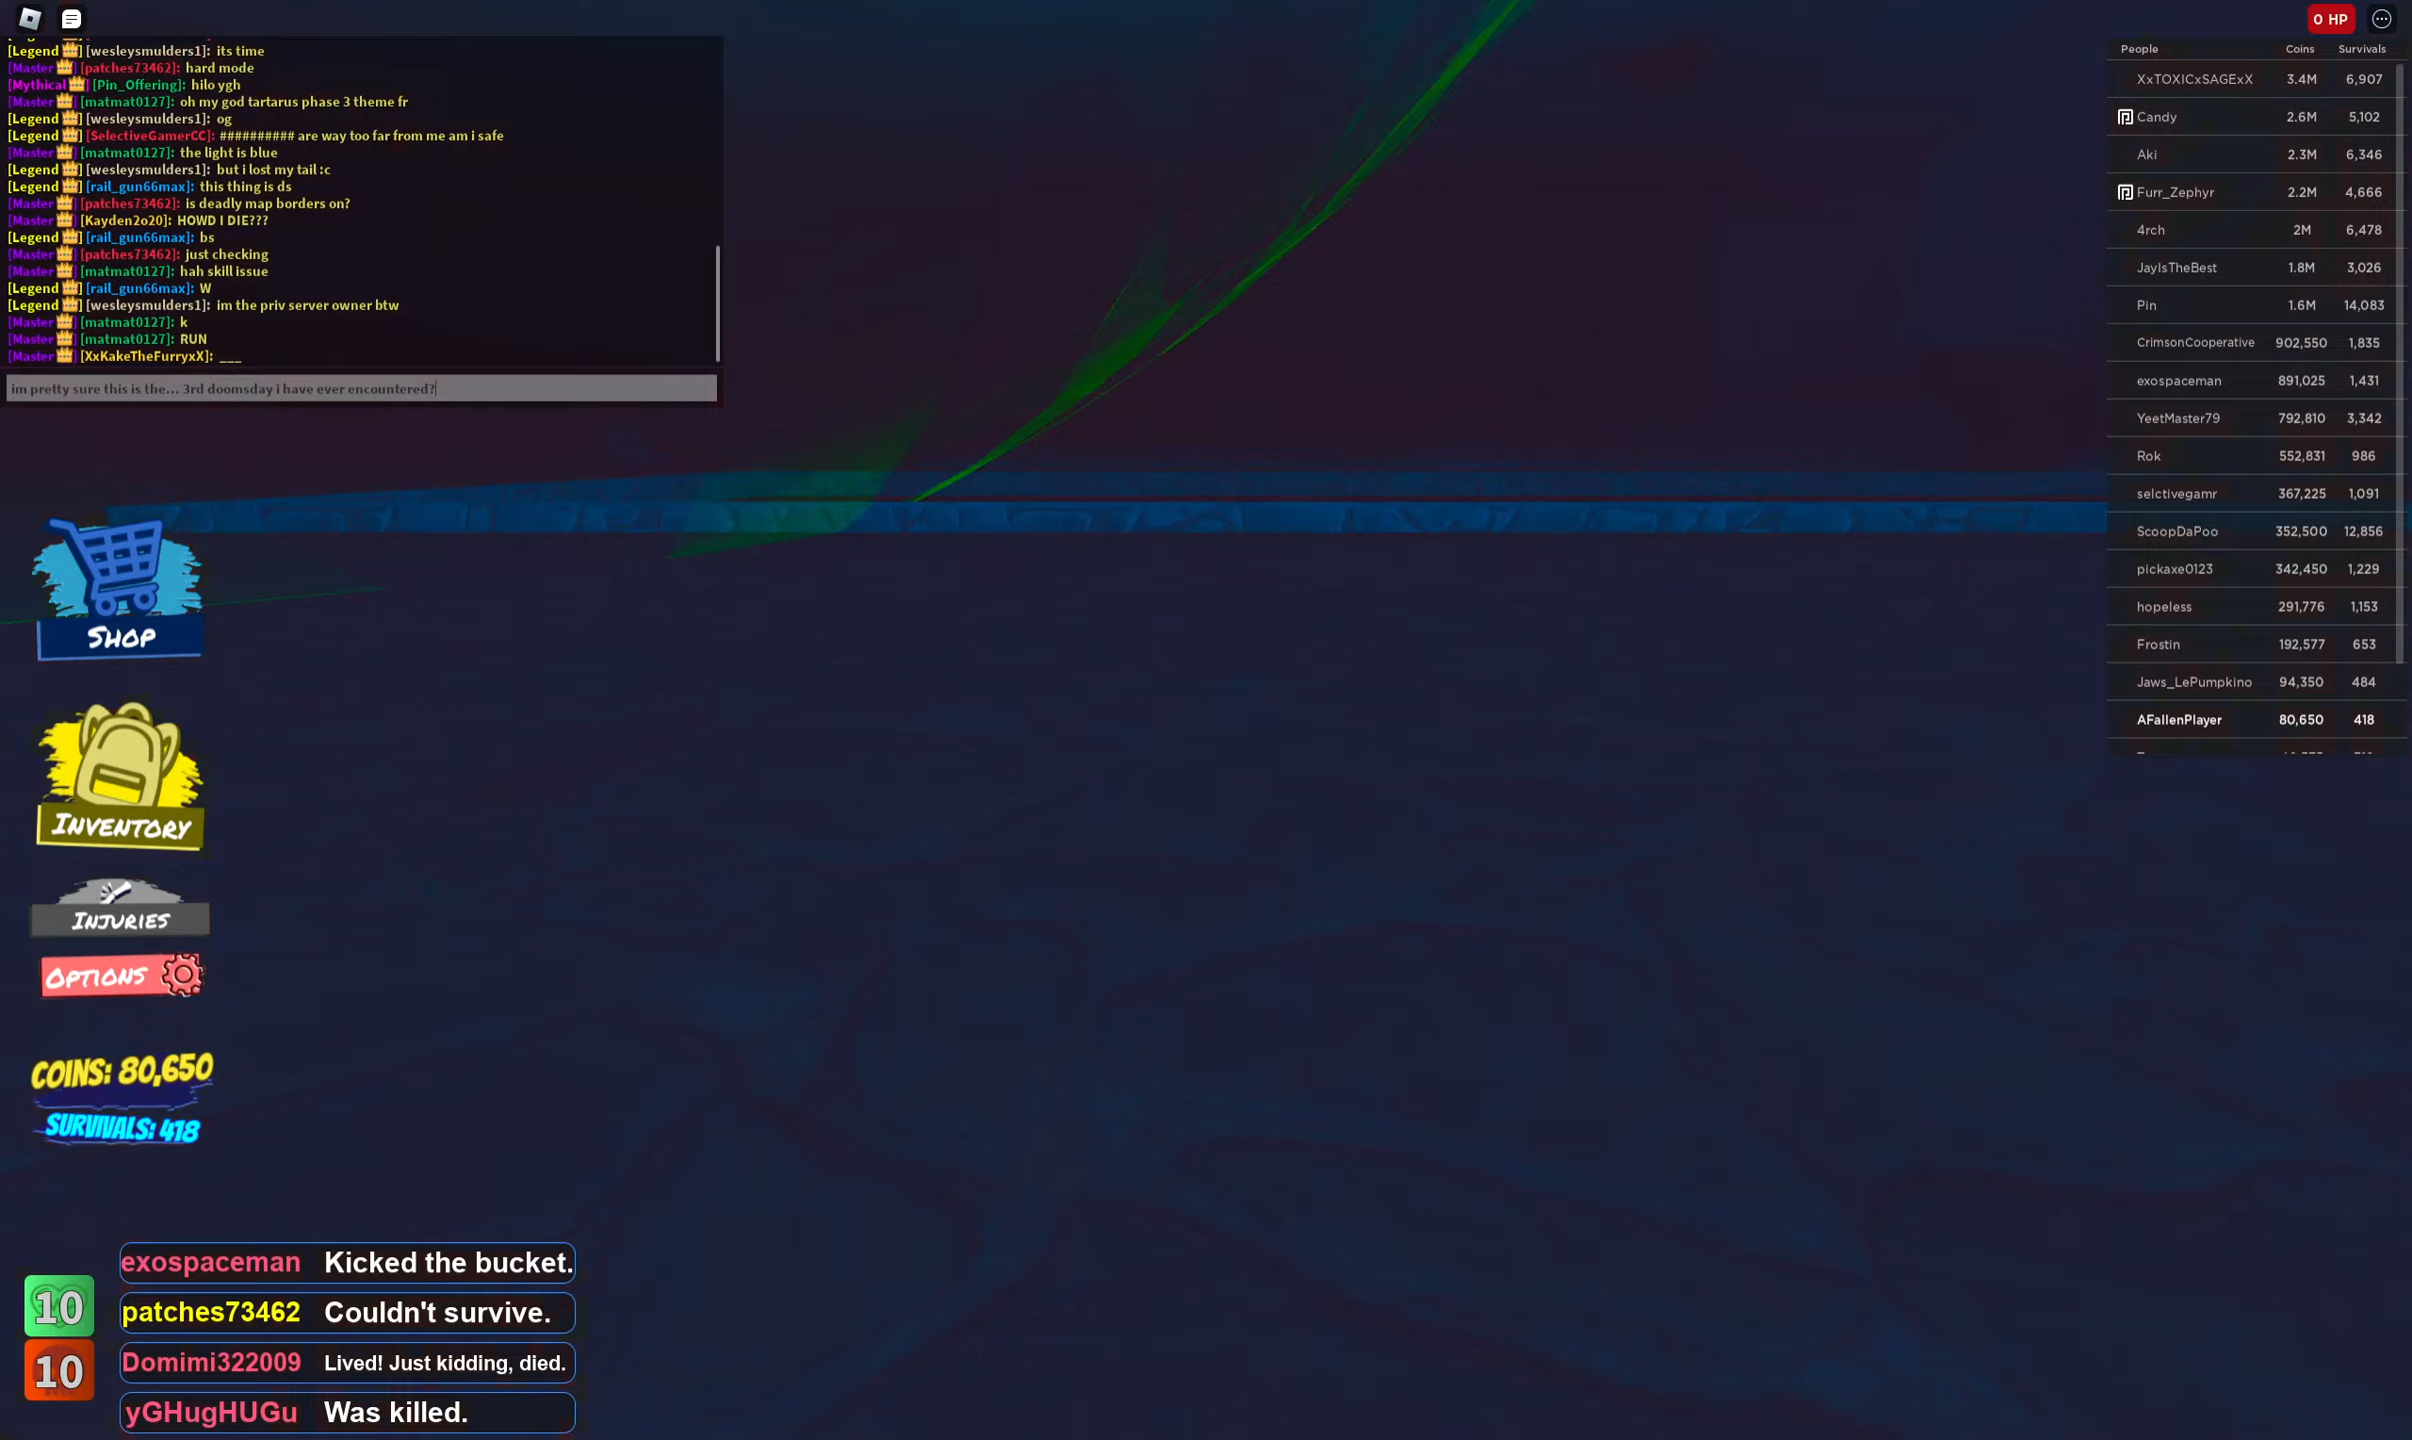 0 HP
[Legend👑] [wesleysmulders1]: its time
[Master👑] [patches73462]: hard mode
[Mythical👑] [Pin_Offering]: hilo ygh
[Master👑] [matmat0127]: oh my god tartarus phase 3 theme fr
[Legend👑] [wesleysmulders1]: og
[Legend👑] [SelectiveGamerCC]: ########## are way too far from me am i safe
[Master👑] [matmat0127]: the light is blue
[Legend👑] [wesleysmulders1]: but i lost my tail :c
[Legend👑] [rail_gun66max]: this thing is ds
[Master👑] [patches73462]: is deadly map borders on?
[Master👑] [Kayden2o20]: HOWD I DIE???
[Legend👑] [rail_gun66max]: bs
[Master👑] [patches73462]: just checking
[Master👑] [matmat0127]: hah skill issue
[Legend👑] [rail_gun66max]: W
[Legend👑] [wesleysmulders1]: im the priv server owner btw
[Master👑] [matmat0127]: k
[Master👑] [matmat0127]: RUN
[Master👑] [XxKakeTheFurryxX]: ___
im pretty sure this is the... 3rd doomsday i have ever encountered?
People Coins Survivals
XxTOXICxSAGExX 3.4M 6,907
Candy 2.6M 5,102
Aki 2.3M 6,346
Furr_Zephyr 2.2M 4,666
4rch 2M 6,478
JayIsTheBest 1.8M 3,026
Pin 1.6M 14,083
CrimsonCooperative 902,550 1,835
exospaceman 891,025 1,431
YeetMaster79 792,810 3,342
Rok 552,831 986
selctivegamr 367,225 1,091
ScoopDaPoo 352,500 12,856
pickaxe0123 342,450 1,229
hopeless 291,776 1,153
Frostin 192,577 653
Jaws_LePumpkino 94,350 484
AFallenPlayer 80,650 418
SHOP
INVENTORY
INJURIES
OPTIONS
COINS: 80,650
SURVIVALS: 418
exospaceman Kicked the bucket.
10
patches73462 Couldn't survive.
10
Domimi322009 Lived! Just kidding, died.
yGHugHUGu Was killed.